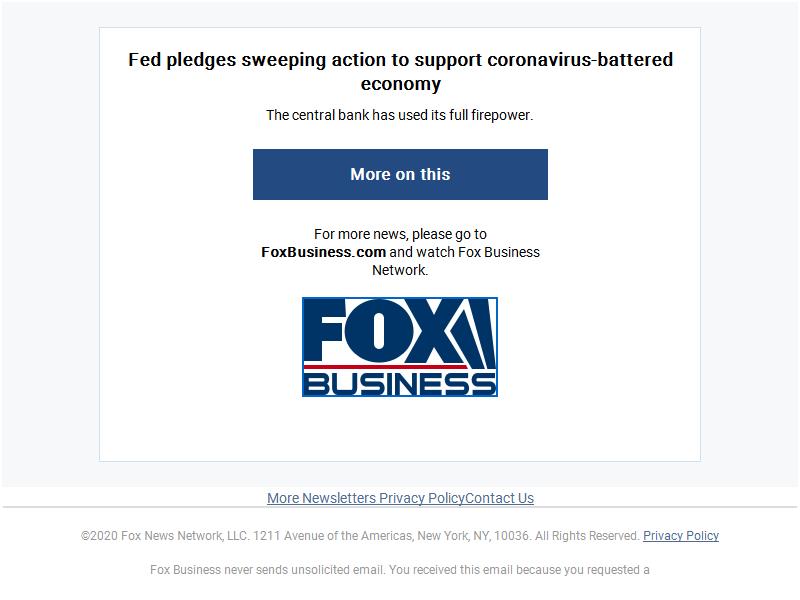 Fed pledges sweeping action to support coronavirus-battered
economy
The central bank has used its full firepower.
More on this
For more news, please go to
FoxBusiness.com and watch Fox Business
Network.
FOX
BUSINESS
More Newsletters Privacy PolicyContact Us
©2020 Fox News Network, LLC. 1211 Avenue of the Americas, New York, NY, 10036. All Rights Reserved. Privacy Policy
Fox Business never sends unsolicited email. You received this email because you requested a